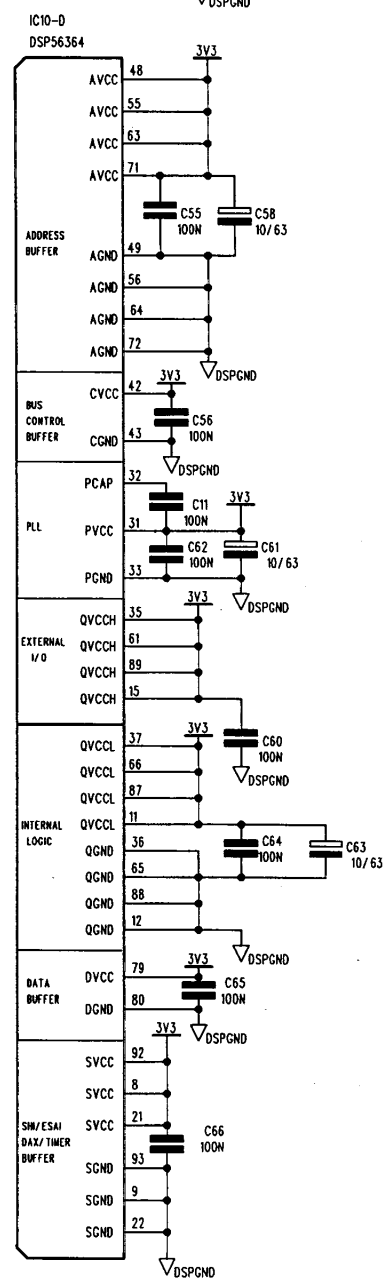 DSPGND
IC10-D
DSP56364
3V3
AVCC 48
AVCC 55
AVCC 63
AVCC 71
C55
100N
C58
10/63
ADDRESS
BUFFER
AGND 49
AGND 56
AGND 64
AGND 72
DSPGND
3V3
CVCC 42
BUS
CONTROL
BUFFER
C56
100N
CGND 43
DSPGND
PCAP 32
C11
100N
3V3
PLL
PVCC 31
C62
100N
C61
10/63
PGND 33
DSPGND
3V3
QVCCH 35
EXTERNAL
I/O
QVCCH 61
QVCCH 89
QVCCH 15
C60
100N
DSPGND
3V3
QVCCL 37
QVCCL 66
QVCCL 87
QVCCL 11
INTERNAL
LOGIC
C64
100N
C63
10/63
QGND 36
QGND 65
QGND 88
QGND 12
DSPGND
3V3
DVCC 79
DATA
BUFFER
C65
100N
DGND 80
DSPGND
3V3
SVCC 92
SVCC 8
SVCC 21
SHI/ESAI
DAX/TIMER
BUFFER
C66
100N
SGND 93
SGND 9
SGND 22
DSPGND